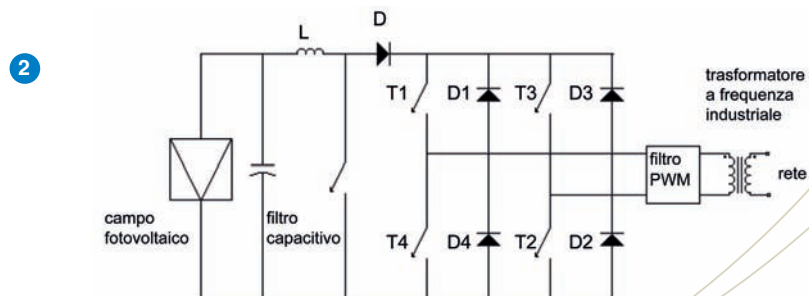 2
L
D
T1
D1
T3
D3
trasformatore
a frequenza
industriale
filtro
PWM
rete
campo
fotovoltaico
filtro
capacitivo
T4
D4
T2
D2